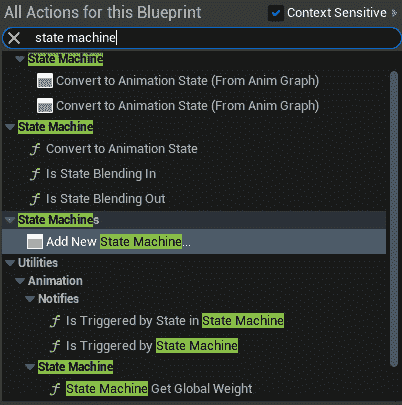 All Actions for this Blueprint Context Sensitive
state machine
State Machine
Convert to Animation State (From Anim Graph)
Convert to Animation State (From Anim Graph)
State Machine
Convert to Animation State
Is State Blending In
Is State Blending Out
State Machines
Add New State Machine...
Utilities
Animation
Notifies
Is Triggered by State in State Machine
Is Triggered by State Machine
State Machine
State Machine Get Global Weight